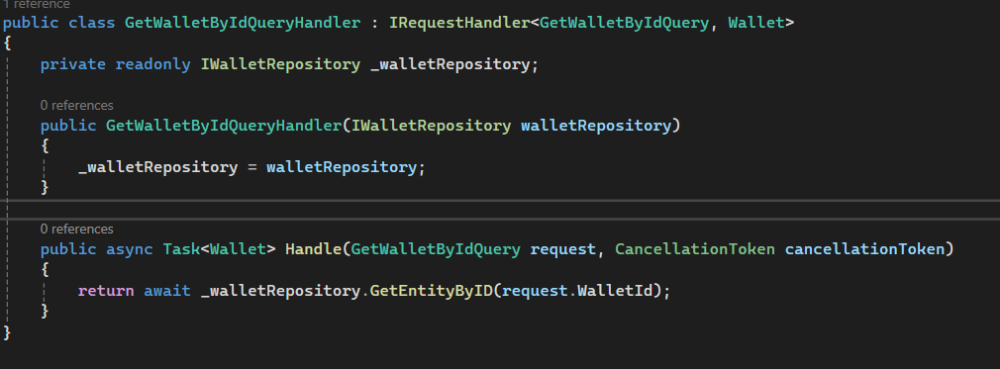 1 reference
public class GetWalletByIdQueryHandler : IRequestHandler<GetWalletByIdQuery, Wallet>
{
private readonly IWalletRepository _walletRepository;
0 references
public GetWalletByIdQueryHandler(IWalletRepository walletRepository)
{
_walletRepository = walletRepository;
}
0 references
public async Task<Wallet> Handle(GetWalletByIdQuery request, CancellationToken cancellationToken)
{
return await _walletRepository.GetEntityByID(request.WalletId);
}
}